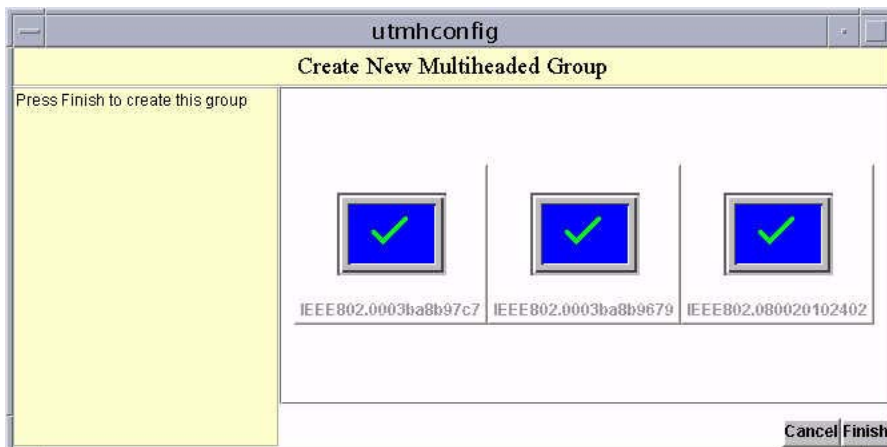 utmhconfig
Create New Multiheaded Group
Press Finish to create this group
IEEE802.0003ba8b97c7
IEEE802.0003ba8b9679
IEEE802.080020102402
Cancel
Finish